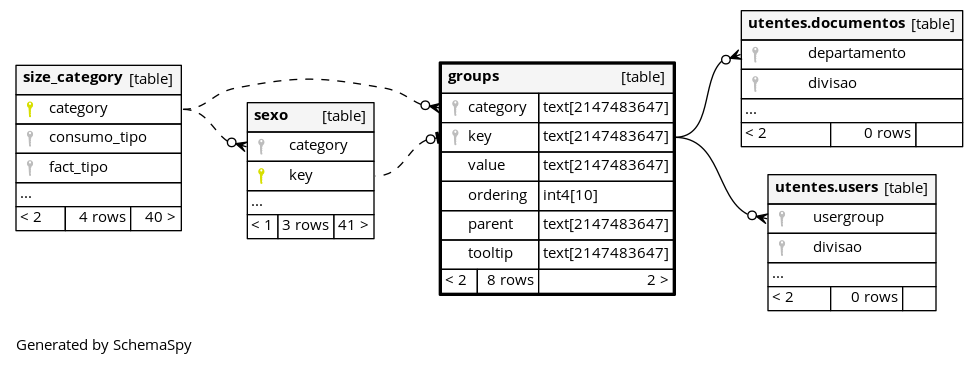 size_category [table]
category
consumo_tipo
fact_tipo
...
< 2 4 rows 40 >
sexo [table]
category
key
...
< 1 3 rows 41 >
groups [table]
category text[2147483647]
key text[2147483647]
value text[2147483647]
ordering int4[10]
parent text[2147483647]
tooltip text[2147483647]
< 2 8 rows 2 >
utentes.documentos [table]
departamento
divisao
...
< 2 0 rows
utentes.users [table]
usergroup
divisao
...
< 2 0 rows
Generated by SchemaSpy